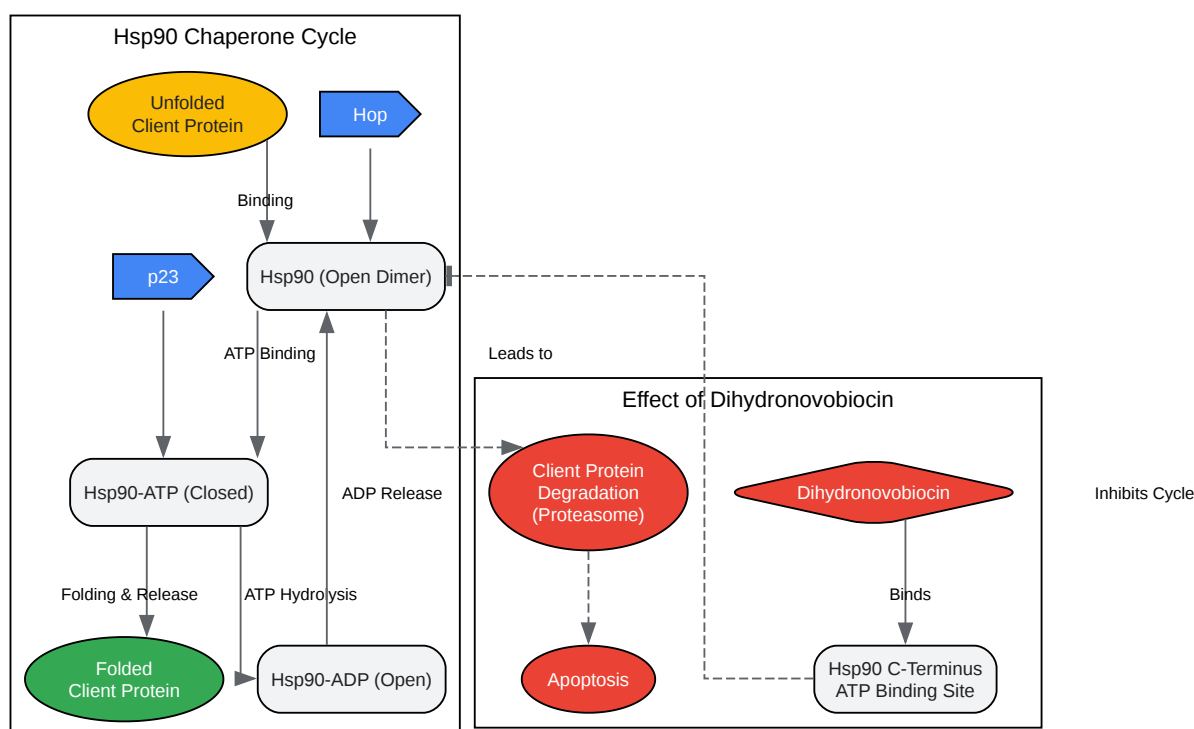 Hsp90 Chaperone Cycle
Unfolded
Client Protein
Hop
Binding
p23
Hsp90 (Open Dimer)
ATP Binding
Leads to
Effect of Dihydronovobiocin
Hsp90-ATP (Closed)
ADP Release
Client Protein
Degradation
(Proteasome)
Dihydronovobiocin
Inhibits Cycle
Folding & Release
ATP Hydrolysis
Binds
Folded
Client Protein
Hsp90-ADP (Open)
Apoptosis
Hsp90 C-Terminus
ATP Binding Site